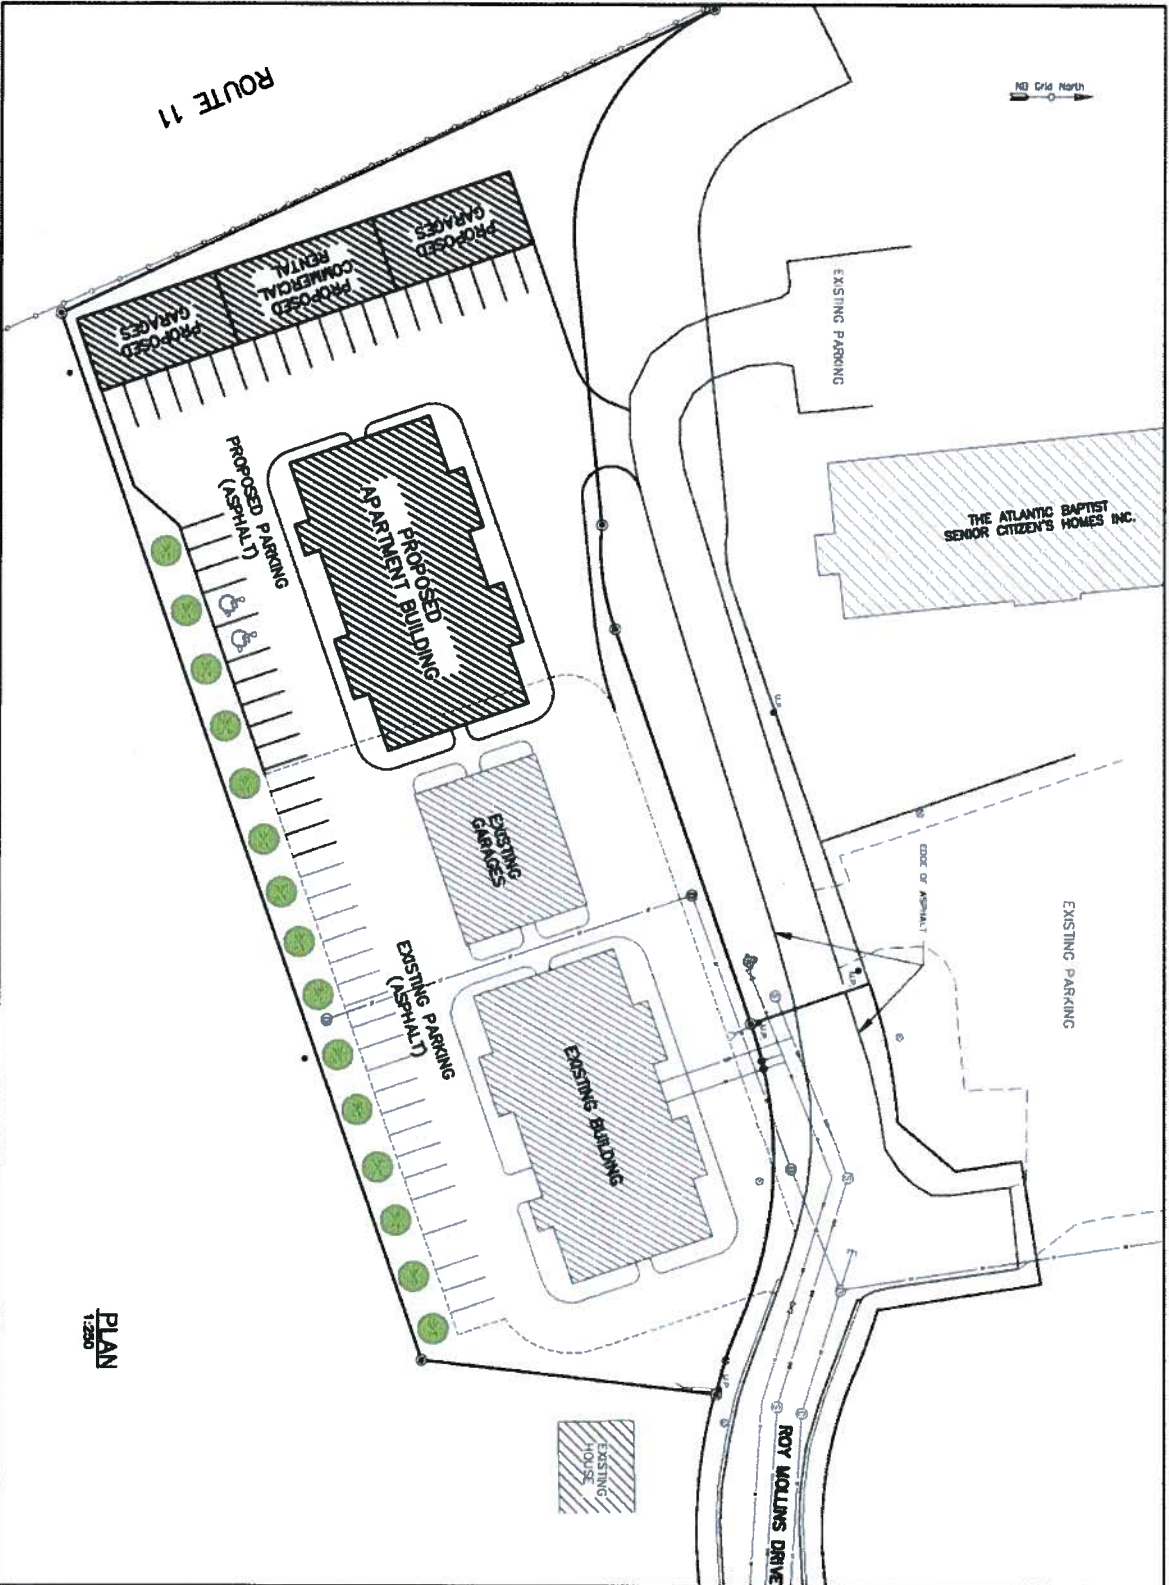 NB Grid North
ROUTE 11
PROPOSED
GARAGES
PROPOSED
COMMERCIAL
RENTAL
PROPOSED
GARAGES
EXISTING PARKING
THE ATLANTIC BAPTIST
SENIOR CITIZEN'S HOMES INC.
PROPOSED PARKING
(ASPHALT)
PROPOSED
APARTMENT BUILDING
U.P.
EXISTING
GARAGES
EDGE OF ASPHALT
EXISTING PARKING
U.P.
EXISTING PARKING
(ASPHALT)
U.P.
EXISTING BUILDING
U.P.
EXISTING
HOUSE
ROY MOLLINS DRIVE
PLAN
1:250